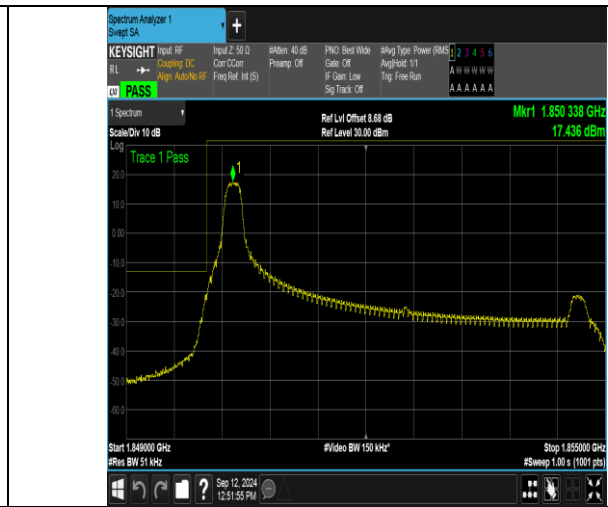 Spectrum Analyzer 1
Swept SA
+
KEYSIGHT Input: RF Input Z: 50 Ω #Atten: 40 dB PNO: Best Wide #Avg Type: Power (RMS 1 2 3 4 5 6
RL Coupling: DC Corr CCorr Preamp: Off Gate: Off Avg|Hold: 1/1 A W W W W W
Align: Auto/No RF Freq Ref: Int (S) IF Gain: Low Trig: Free Run
LXI PASS Sig Track: Off A A A A A A
1 Spectrum Ref Lvl Offset 8.68 dB Mkr1 1.850 338 GHz
Scale/Div 10 dB Ref Level 30.00 dBm 17.436 dBm
Log
Trace 1 Pass
1
20.0
10.0
0.00
-10.0
-20.0
-30.0
-40.0
-50.0
-60.0
Start 1.849000 GHz #Video BW 150 kHz* Stop 1.855000 GHz
#Res BW 51 kHz #Sweep 1.00 s (1001 pts)
? Sep 12, 2024
12:51:55 PM